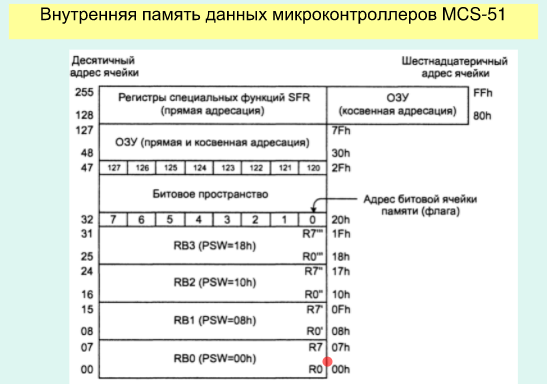 Внутренняя память данных микроконтроллеров MCS-51
Десятичный
адрес ячейки
Шестнадцатеричный
адрес ячейки
255
Регистры специальных функций SFR
(прямая адресация)
ОЗУ
(косвенная адресация)
FFh
128
80h
127
ОЗУ (прямая и косвенная адресация)
7Fh
48
30h
47 127 126 125 124 123 122 121 120 2Fh
Битовое пространство
Адрес битовой ячейки
памяти (флага)
32 7 6 5 4 3 2 1 0 20h
31 R7''' 1Fh
RB3 (PSW=18h)
25 R0''' 18h
24 R7'' 17h
RB2 (PSW=10h)
16 R0'' 10h
15 R7' 0Fh
RB1 (PSW=08h)
08 R0' 08h
07 R7 07h
RB0 (PSW=00h)
00 R0 00h